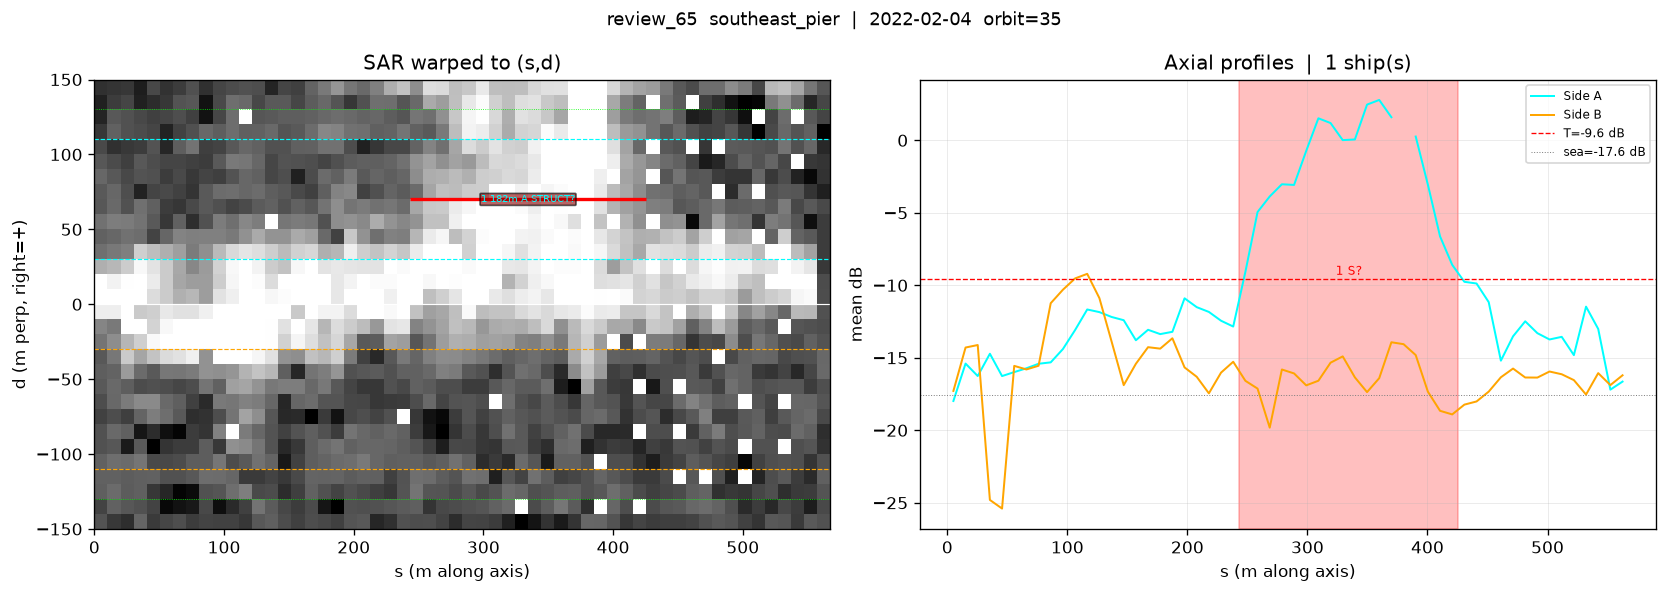 review_65 southeast_pier | 2022-02-04 orbit=35
SAR warped to (s,d)
150
100
50
0
−50
−100
−150
d (m perp, right=+)
1 182m A STRUCT?
0
100
200
300
400
500
s (m along axis)
Axial profiles | 1 ship(s)
0
−5
−10
−15
−20
−25
mean dB
1 S?
Side A
Side B
T=-9.6 dB
sea=-17.6 dB
0
100
200
300
400
500
s (m along axis)